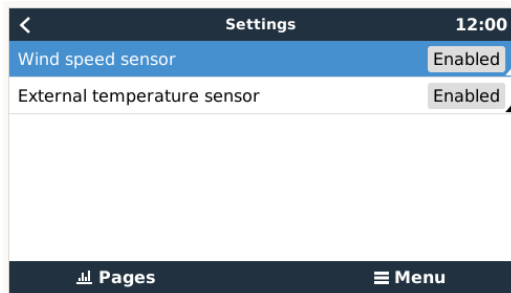 Settings 12:00
Wind speed sensor Enabled
External temperature sensor Enabled
Pages Menu